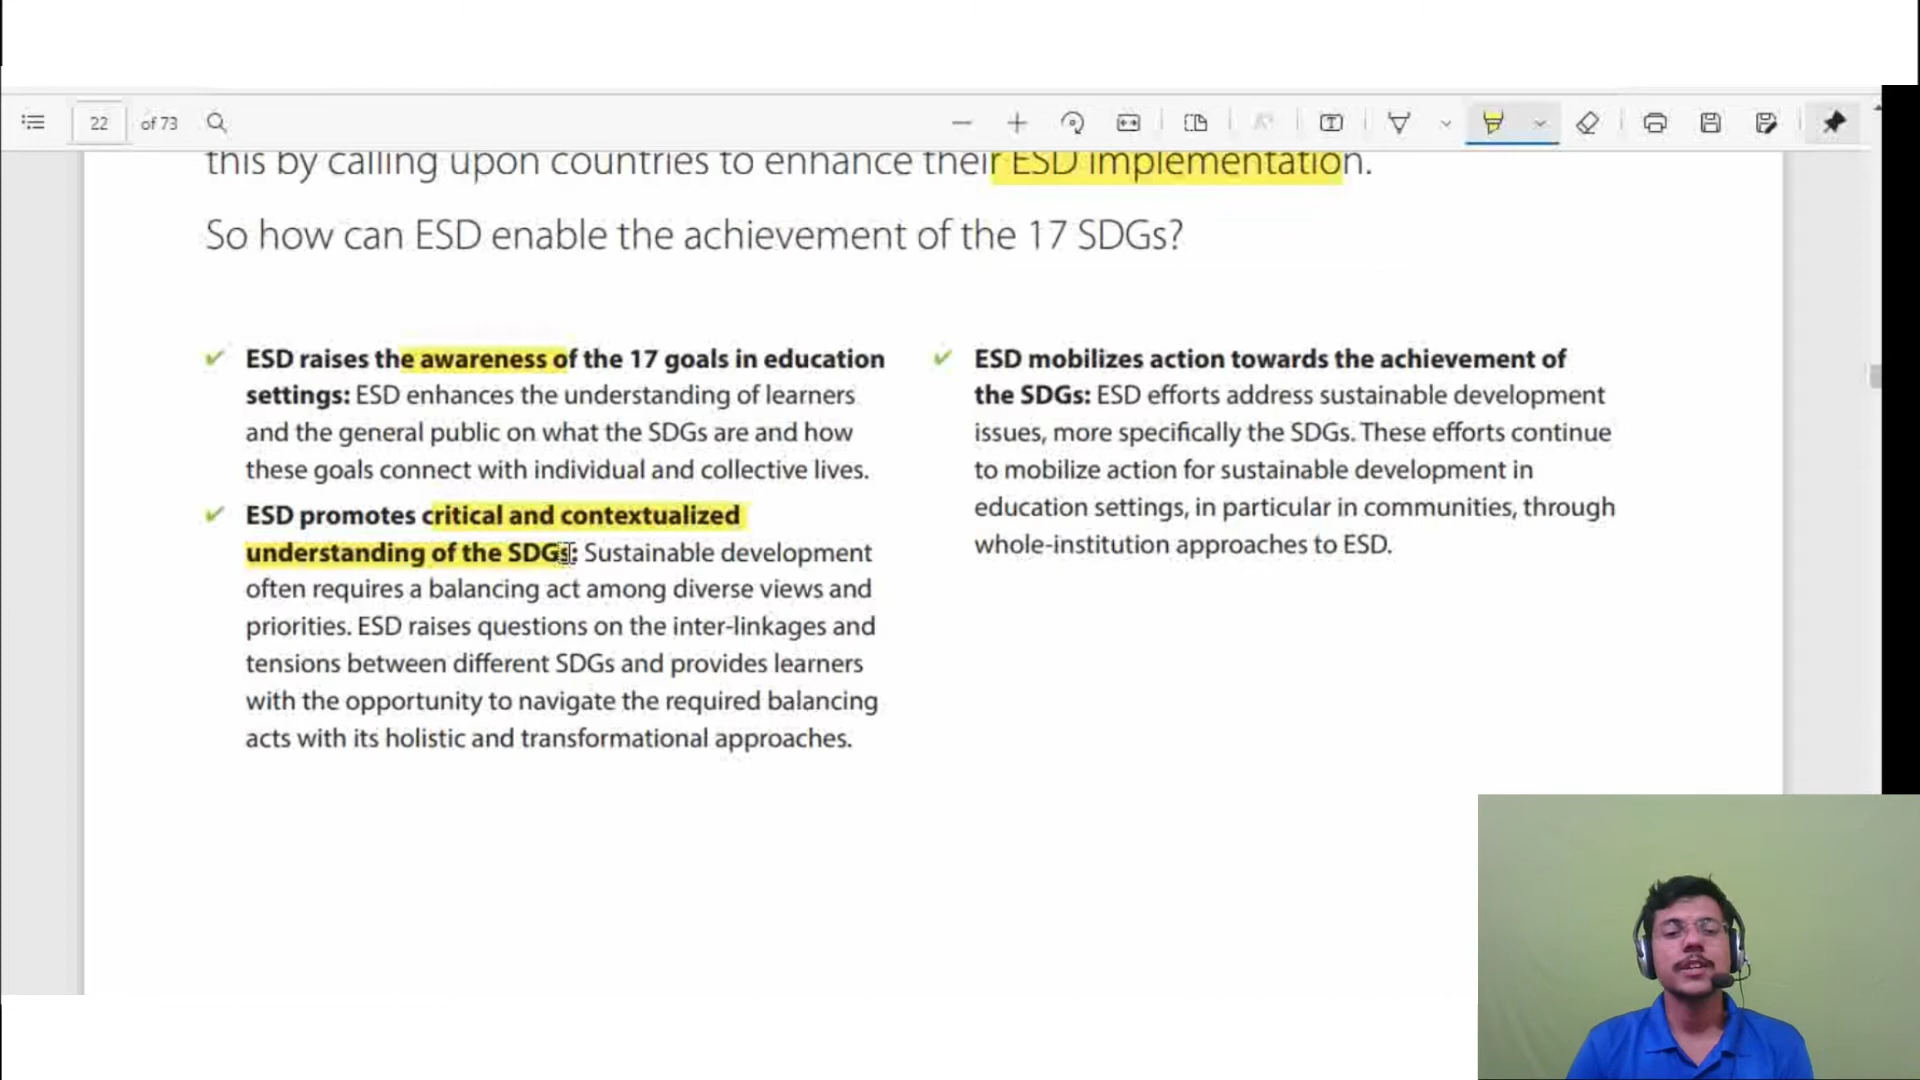 22 of 73
this by calling upon countries to enhance their ESD implementation.
So how can ESD enable the achievement of the 17 SDGs?
ESD raises the awareness of the 17 goals in education
settings: ESD enhances the understanding of learners
and the general public on what the SDGs are and how
these goals connect with individual and collective lives.
ESD promotes critical and contextualized
understanding of the SDGs: Sustainable development
often requires a balancing act among diverse views and
priorities. ESD raises questions on the inter-linkages and
tensions between different SDGs and provides learners
with the opportunity to navigate the required balancing
acts with its holistic and transformational approaches.
ESD mobilizes action towards the achievement of
the SDGs: ESD efforts address sustainable development
issues, more specifically the SDGs. These efforts continue
to mobilize action for sustainable development in
education settings, in particular in communities, through
whole-institution approaches to ESD.